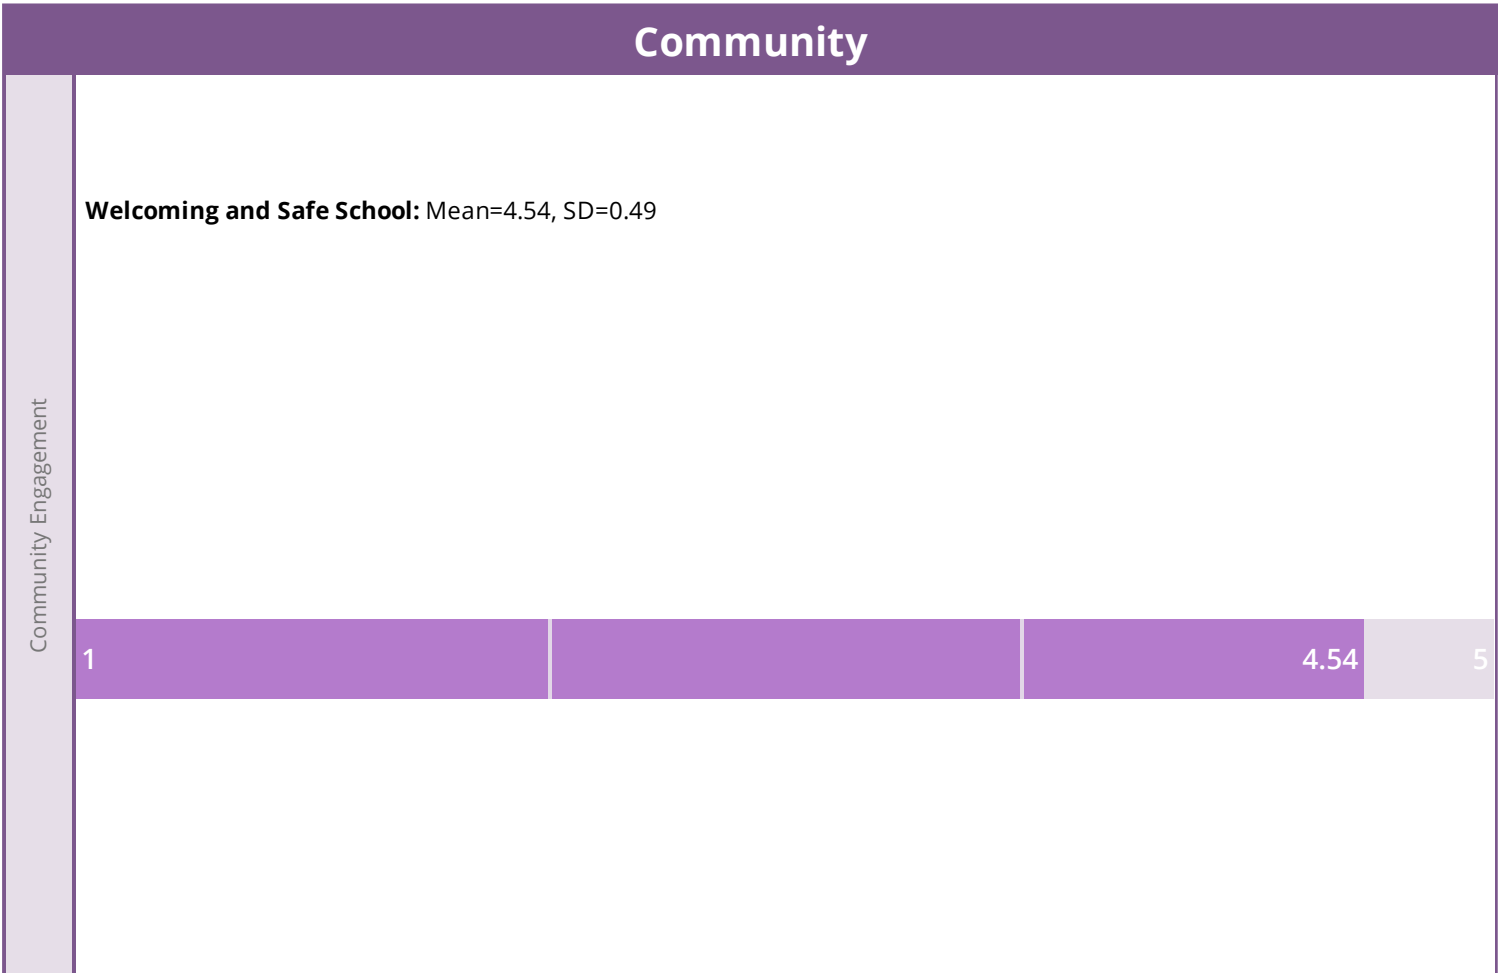 Community
Community Engagement
Welcoming and Safe School: Mean=4.54, SD=0.49
1 4.54 5